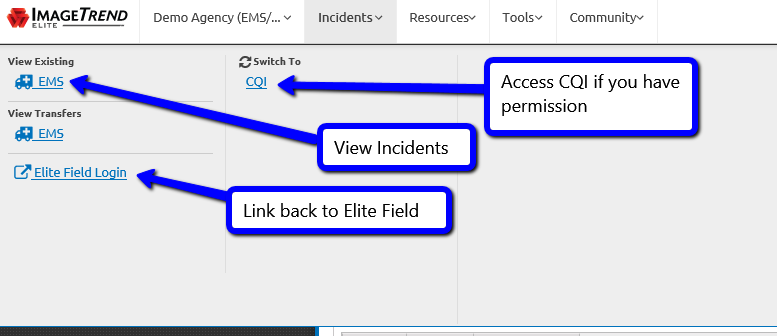 IMAGETREND
ELITE
Demo Agency (EMS/...
Incidents
Resources
Tools
Community
View Existing
EMS
View Transfers
EMS
Elite Field Login
Switch To
CQI
Access CQI if you have
permission
View Incidents
Link back to Elite Field